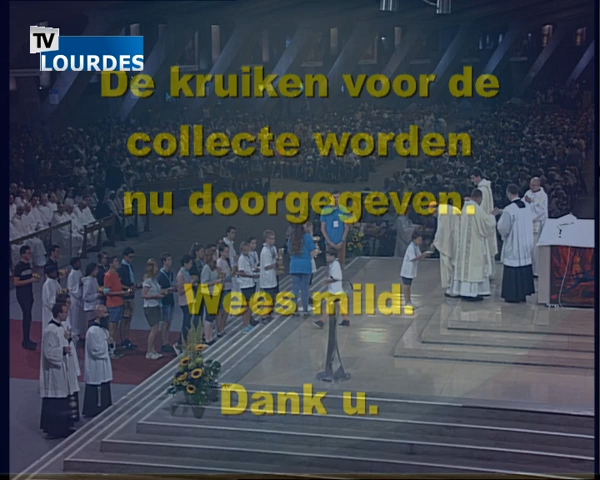 TV
LOURDES
De kruiken voor de
collecte worden
nu doorgegeven.
Wees mild.
Dank u.